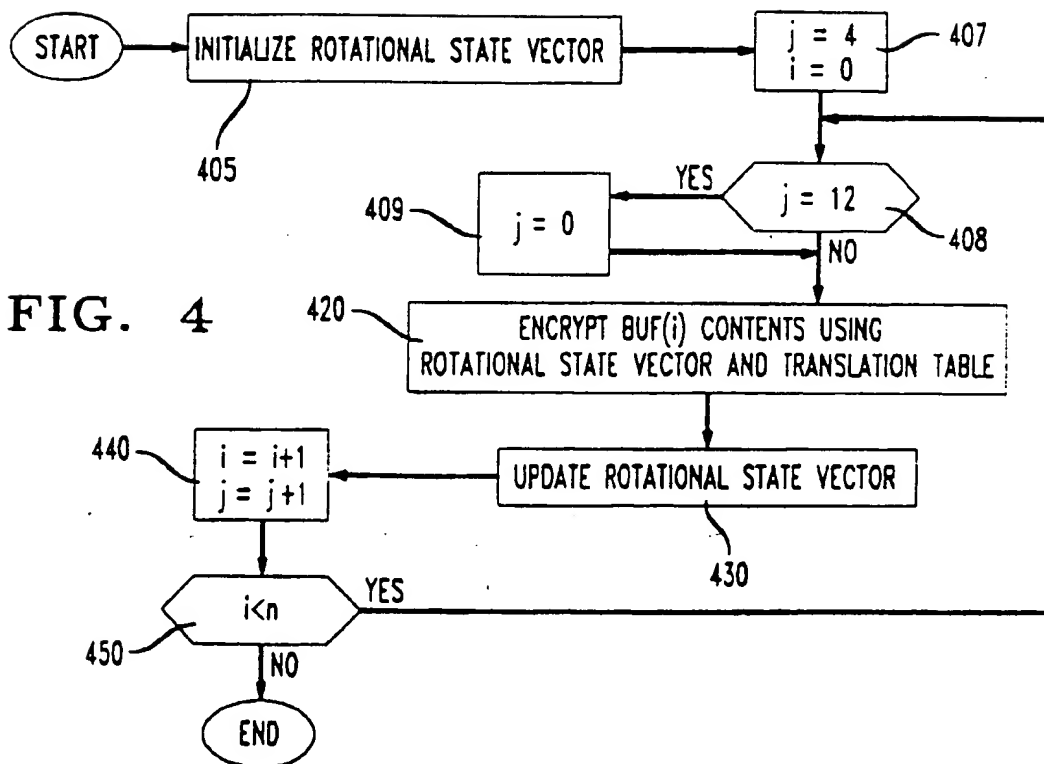 START
INITIALIZE ROTATIONAL STATE VECTOR
405
j = 4
i = 0
407
YES
j = 12
408
409
j = 0
NO
FIG. 4
420
ENCRYPT BUF(i) CONTENTS USING
ROTATIONAL STATE VECTOR AND TRANSLATION TABLE
440
i = i+1
j = j+1
UPDATE ROTATIONAL STATE VECTOR
430
i<n
YES
450
NO
END